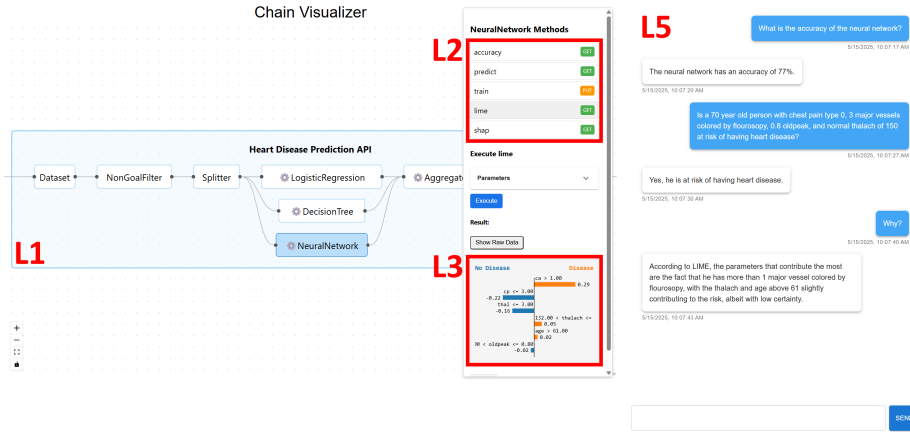 Chain Visualizer
L1
Heart Disease Prediction API
Dataset
NonGoalFilter
Splitter
LogisticRegression
DecisionTree
NeuralNetwork
Aggregate
L2
NeuralNetwork Methods
accuracy GET
predict GET
train PUT
lime GET
shap GET
Execute lime
Parameters
Execute
Result:
Show Raw Data
L3
No Disease Disease
ca > 1.00
0.29
cp <= 3.00
-0.22
thal <= 3.00
-0.16
132.00 < thalach <=
0.05
age > 61.00
0.02
00 < oldpeak <= 0.80
-0.02
L5
What is the accuracy of the neural network?
5/15/2025, 10:07:17 AM
The neural network has an accuracy of 77%.
5/15/2025, 10:07:20 AM
Is a 70 year old person with chest pain type 0, 3 major vessels
colored by flourosopy, 0.8 oldpeak, and normal thalach of 150
at risk of having heart disease?
5/15/2025, 10:07:27 AM
Yes, he is at risk of having heart disease.
5/15/2025, 10:07:30 AM
Why?
5/15/2025, 10:07:40 AM
According to LIME, the parameters that contribute the most
are the fact that he has more than 1 major vessel colored by
flourosopy, with the thalach and age above 61 slightly
contributing to the risk, albeit with low certainty.
5/15/2025, 10:07:43 AM
SEN